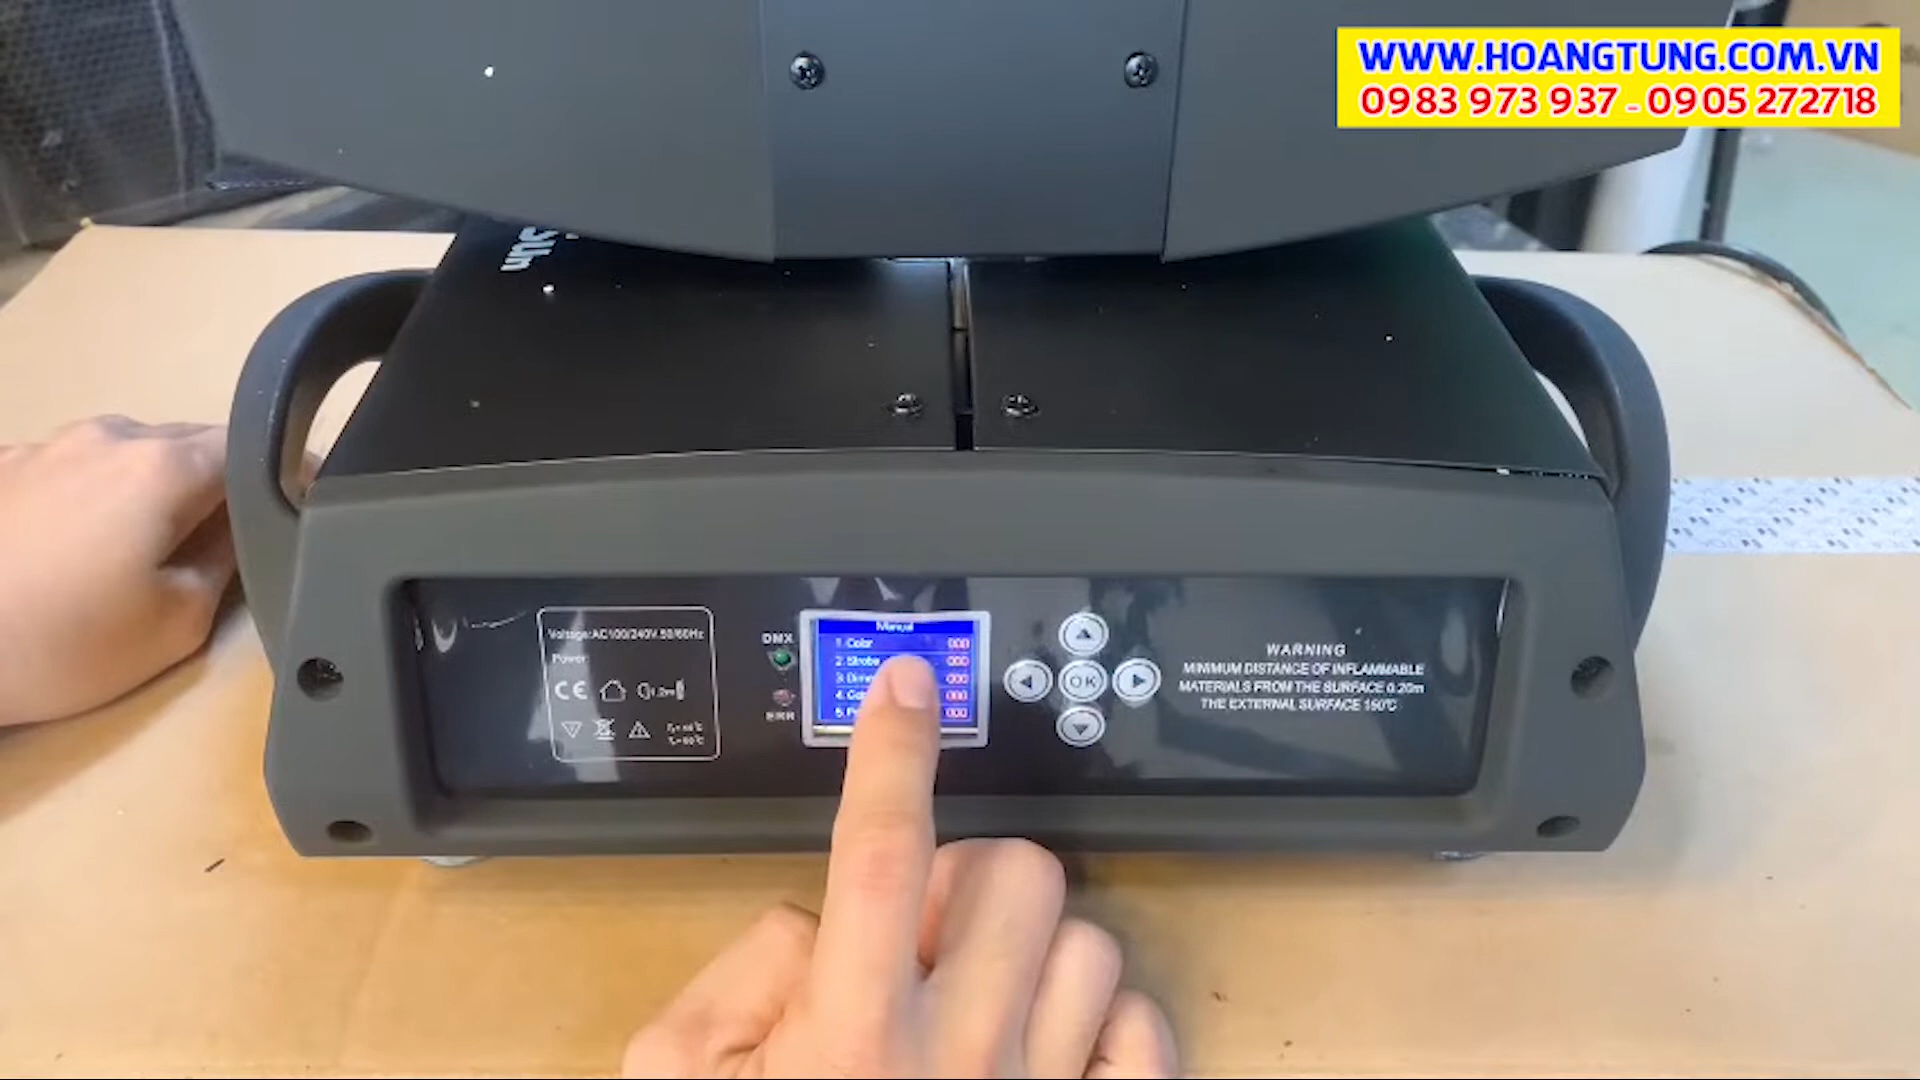 WWW.HOANGTUNG.COM.VN
0983 973 937 - 0905 272718
Voltage:AC100/240V.50/60Hz
Power:
CE
DMX
ERR
Manual
1. Color 000
2. Strobe 000
3. 000
4. 000
5. 000
OK
WARNING
MINIMUM DISTANCE OF INFLAMMABLE
MATERIALS FROM THE SURFACE 0.20m
THE EXTERNAL SURFACE 150°C